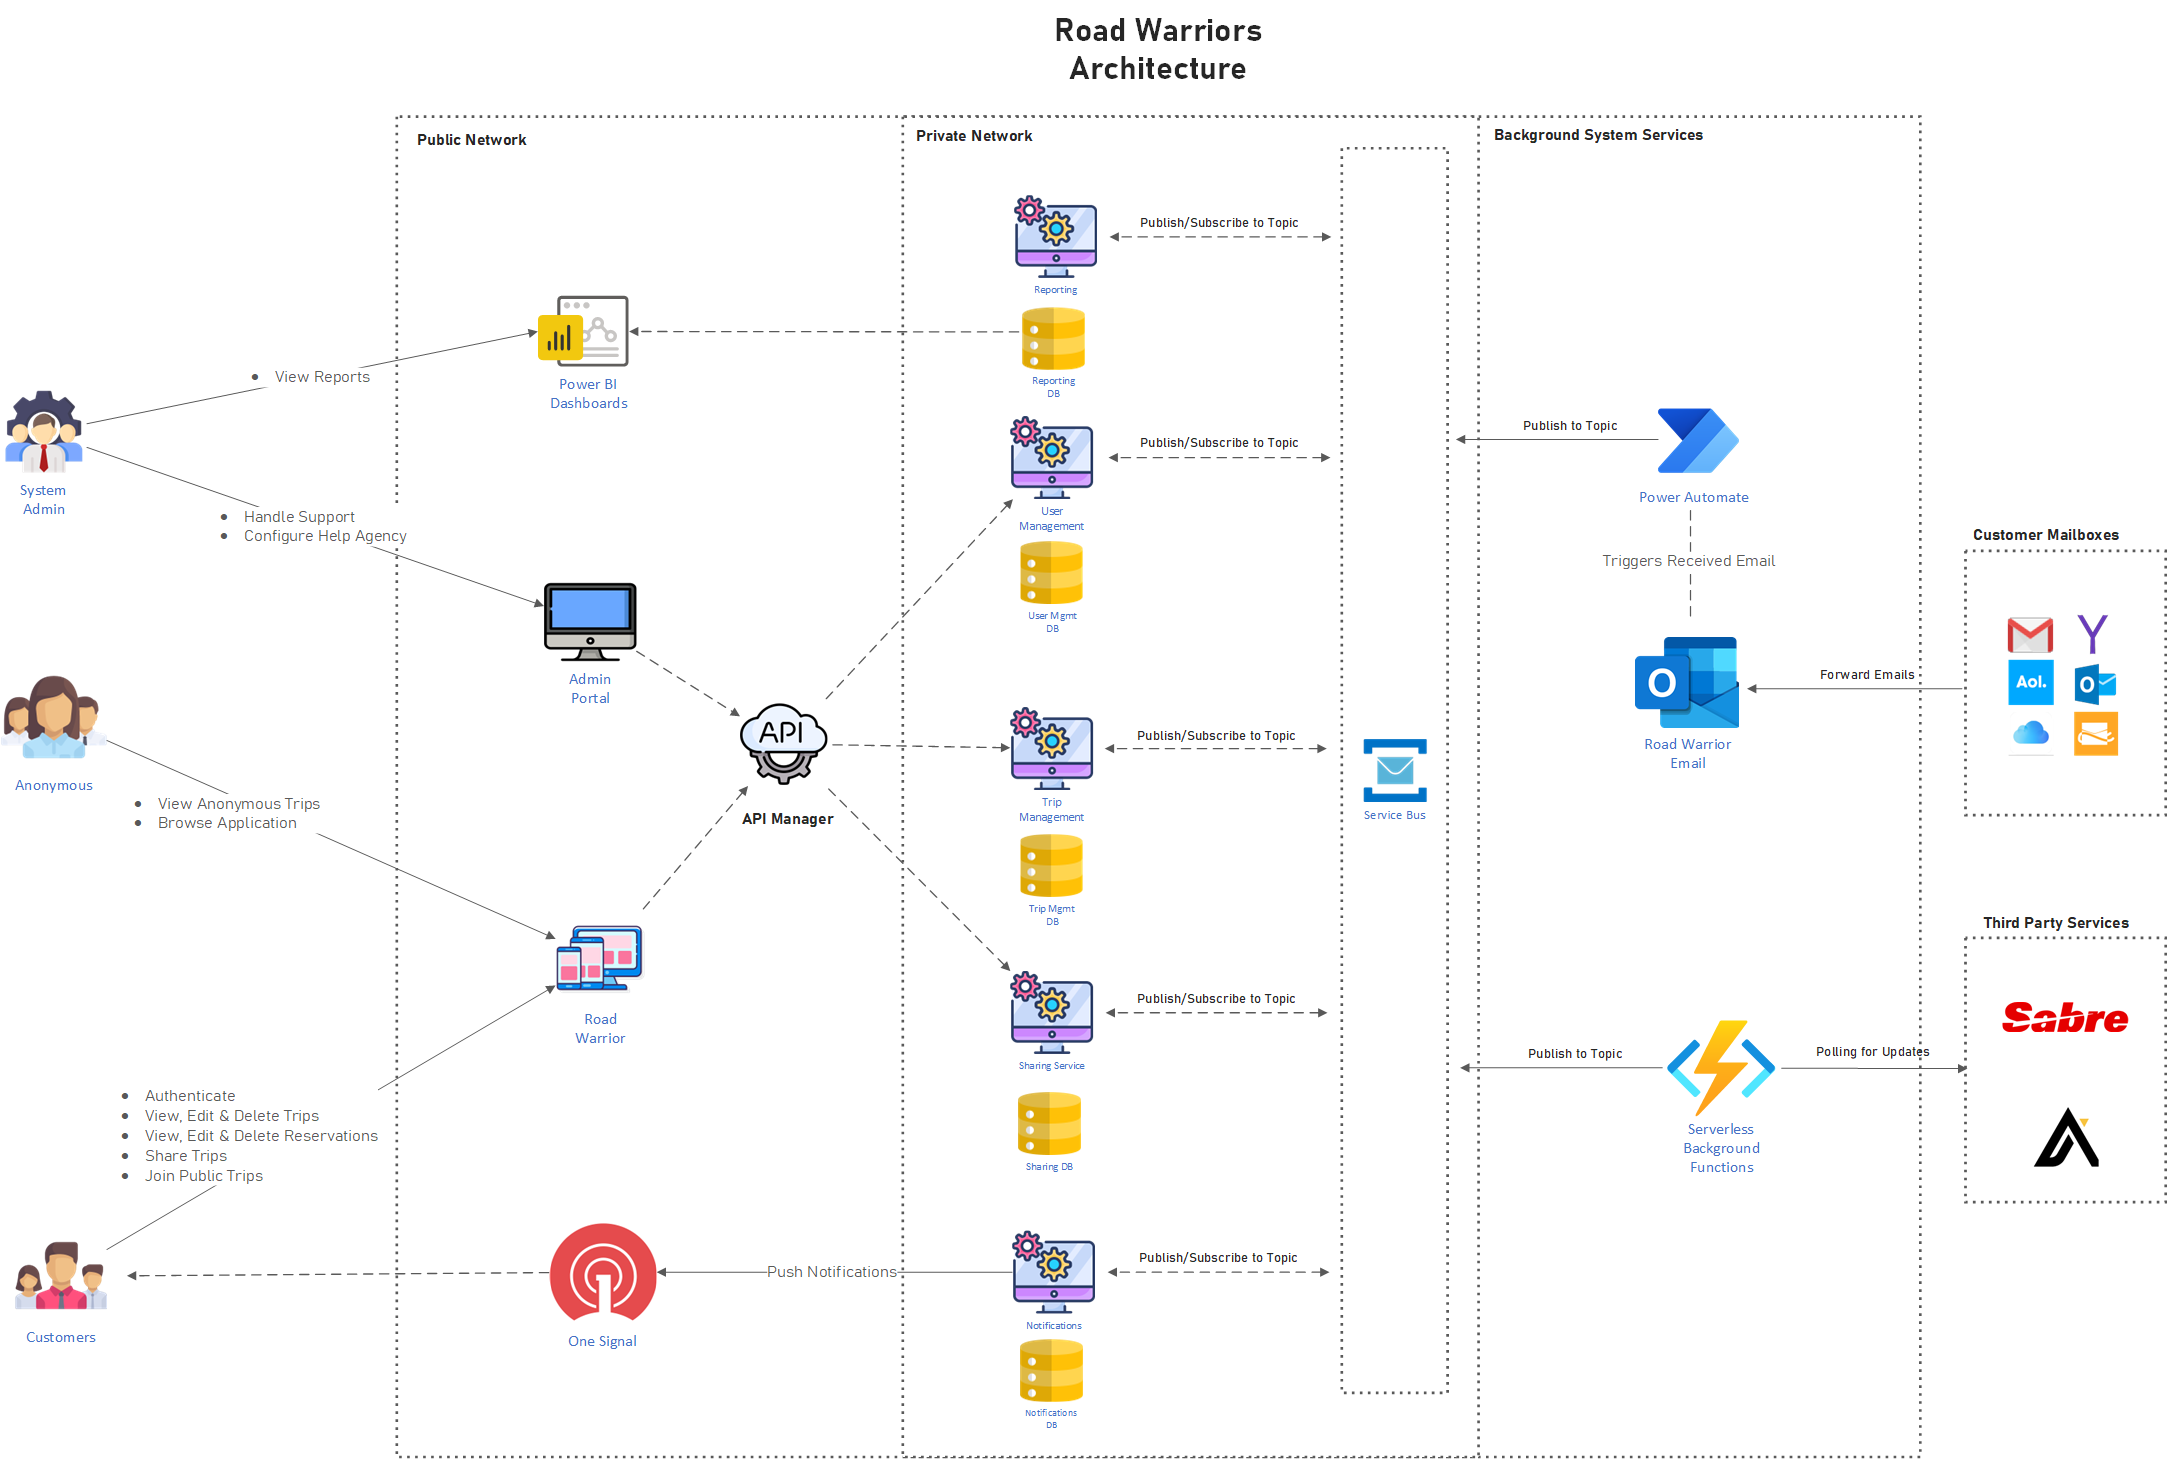 Road Warriors
Architecture
Public Network
Private Network
Background System Services
Publish/Subscribe to Topic
Reporting
View Reports
Power BI
Dashboards
Reporting
DB
System
Admin
Handle Support
Configure Help Agency
Publish/Subscribe to Topic
User
Management
Publish to Topic
Power Automate
Triggers Received Email
Customer Mailboxes
User Mgmt
DB
Admin
Portal
API
API Manager
Anonymous
View Anonymous Trips
Browse Application
Publish/Subscribe to Topic
Trip
Management
Service Bus
O
Road Warrior
Email
Forward Emails
Aol.
O
Trip Mgmt
DB
Third Party Services
Road
Warrior
Publish/Subscribe to Topic
Sharing Service
Publish to Topic
Polling for Updates
Sabre
Serverless
Background
Functions
Authenticate
View, Edit & Delete Trips
View, Edit & Delete Reservations
Share Trips
Join Public Trips
Sharing DB
Customers
One Signal
Push Notifications
Publish/Subscribe to Topic
Notifications
Notifications
DB